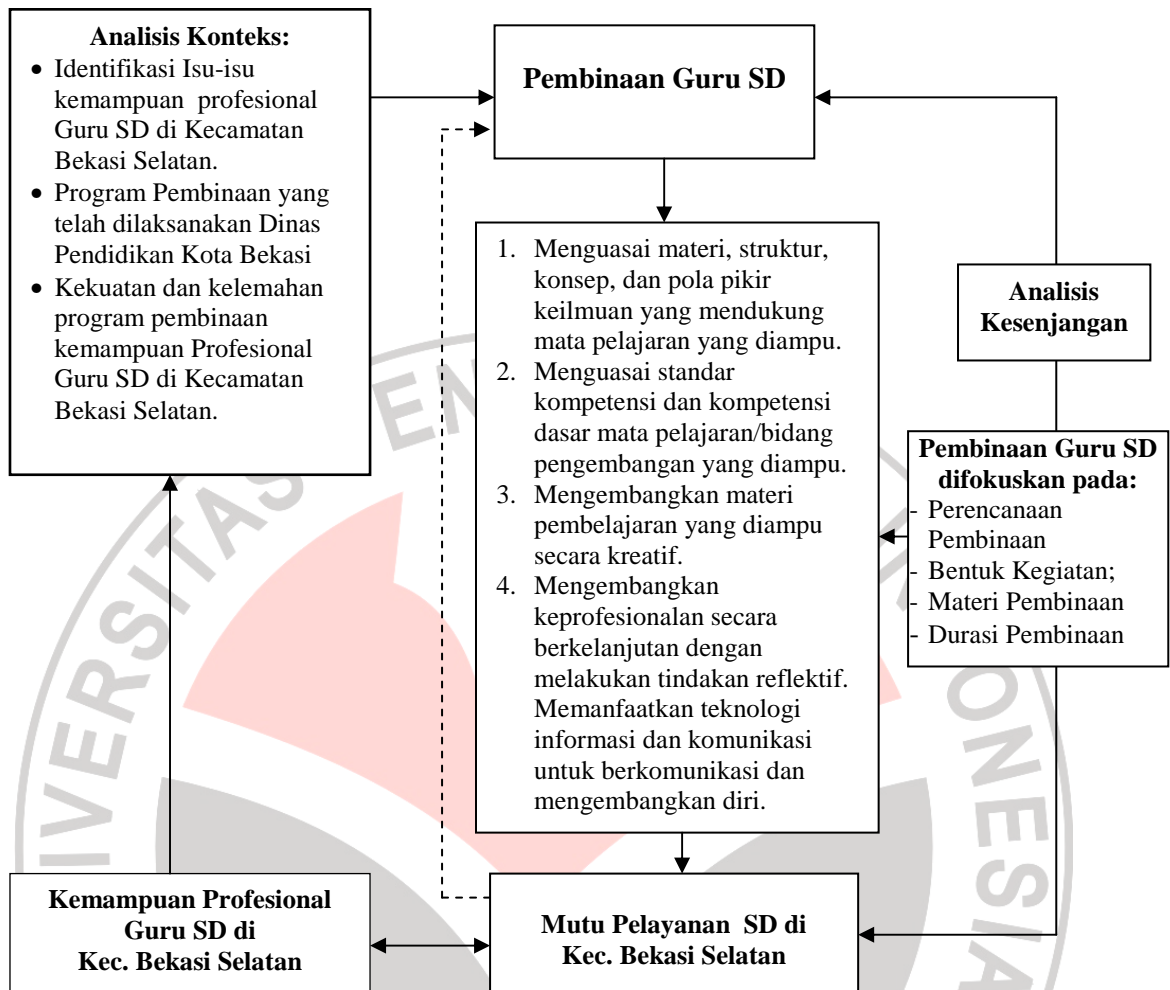 Analisis Konteks:
• Identifikasi Isu-isu
kemampuan profesional
Guru SD di Kecamatan
Bekasi Selatan.
• Program Pembinaan yang
telah dilaksanakan Dinas
Pendidikan Kota Bekasi
• Kekuatan dan kelemahan
program pembinaan
kemampuan Profesional
Guru SD di Kecamatan
Bekasi Selatan.
Pembinaan Guru SD
1. Menguasai materi, struktur,
konsep, dan pola pikir
keilmuan yang mendukung
mata pelajaran yang diampu.
2. Menguasai standar
kompetensi dan kompetensi
dasar mata pelajaran/bidang
pengembangan yang diampu.
3. Mengembangkan materi
pembelajaran yang diampu
secara kreatif.
4. Mengembangkan
keprofesionalan secara
berkelanjutan dengan
melakukan tindakan reflektif.
Memanfaatkan teknologi
informasi dan komunikasi
untuk berkomunikasi dan
mengembangkan diri.
Analisis
Kesenjangan
Pembinaan Guru SD
difokuskan pada:
- Perencanaan
Pembinaan
- Bentuk Kegiatan;
- Materi Pembinaan
- Durasi Pembinaan
Kemampuan Profesional
Guru SD di
Kec. Bekasi Selatan
Mutu Pelayanan SD di
Kec. Bekasi Selatan